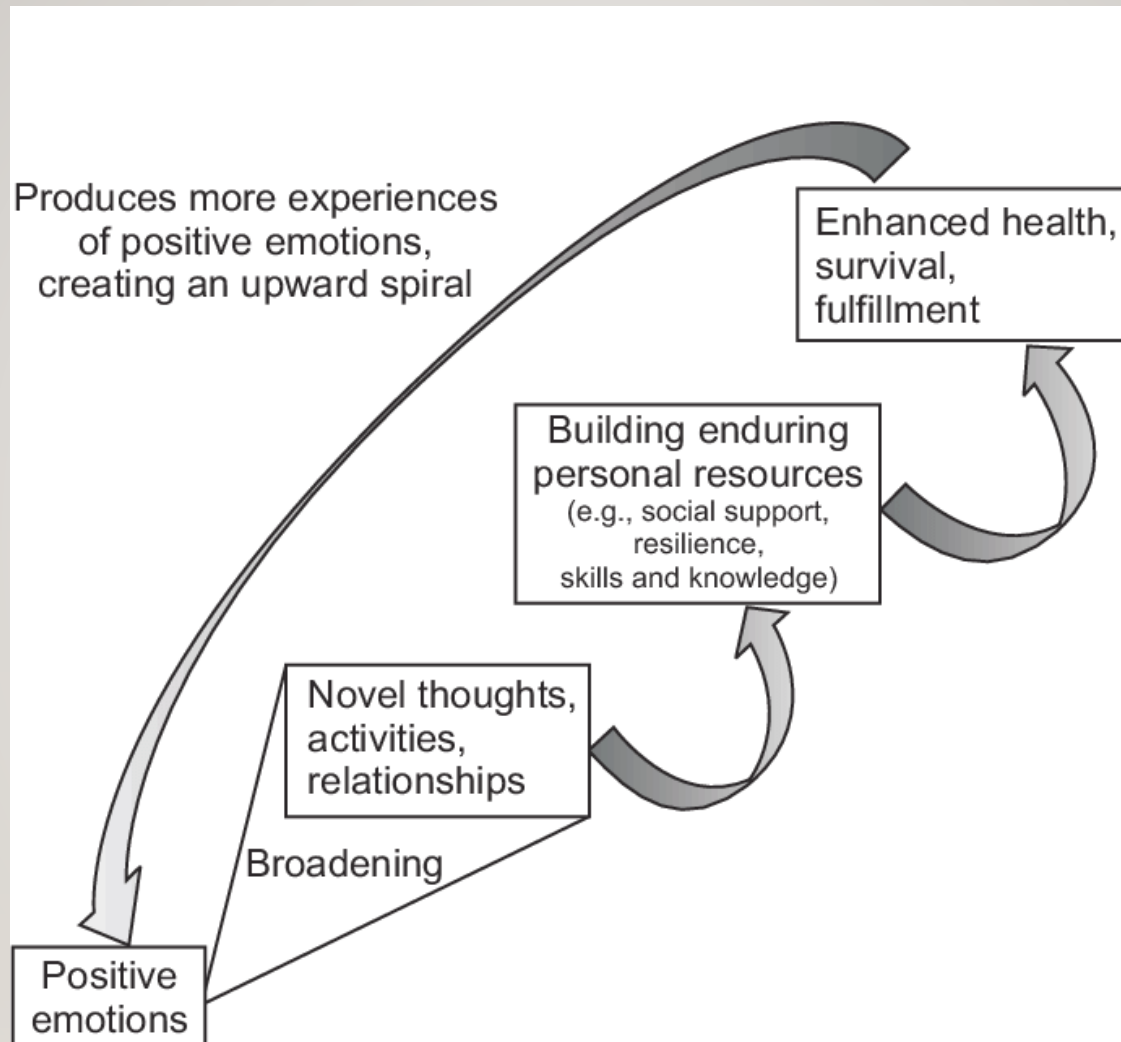 Produces more experiences
of positive emotions,
creating an upward spiral
Enhanced health,
survival,
fulfillment
Building enduring
personal resources
(e.g., social support,
resilience,
skills and knowledge)
Novel thoughts,
activities,
relationships
Broadening
Positive
emotions